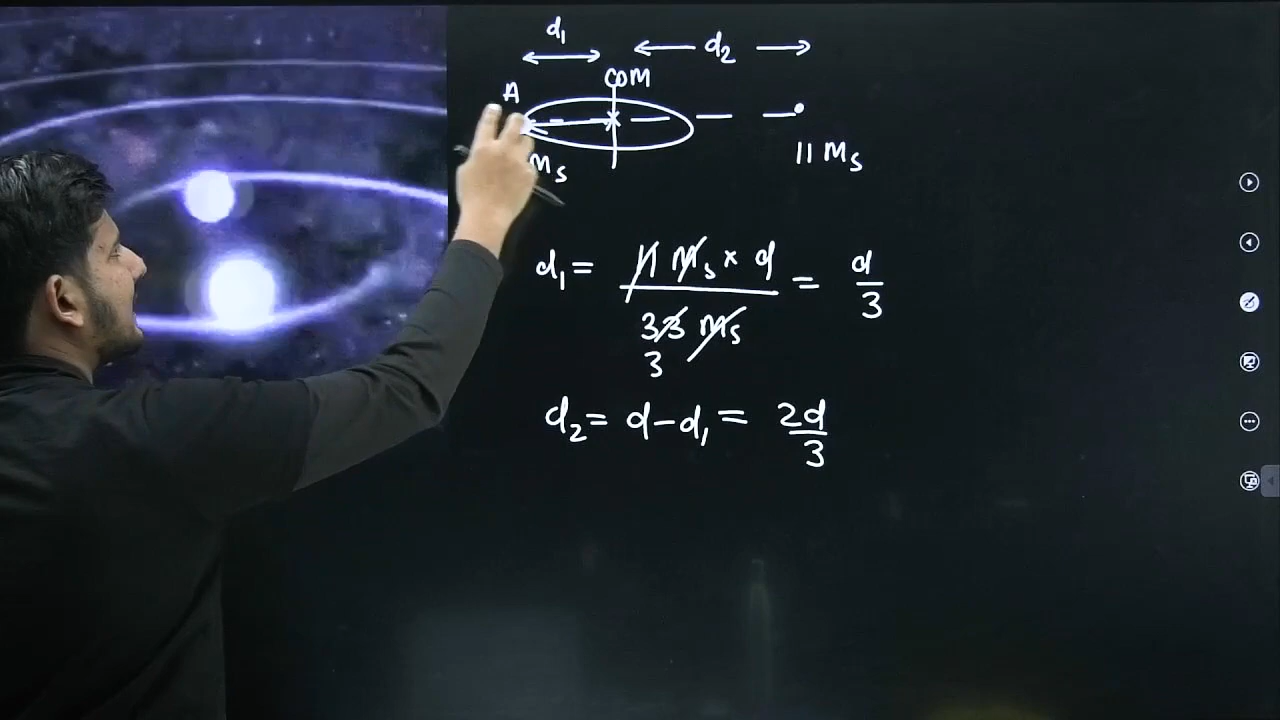 d₁
d₂
COM
A
Mₛ
11 Mₛ
d₁ = 11 Mₛ × d / 33 Mₛ = d/3
3
d₂ = d − d₁ = 2d/3